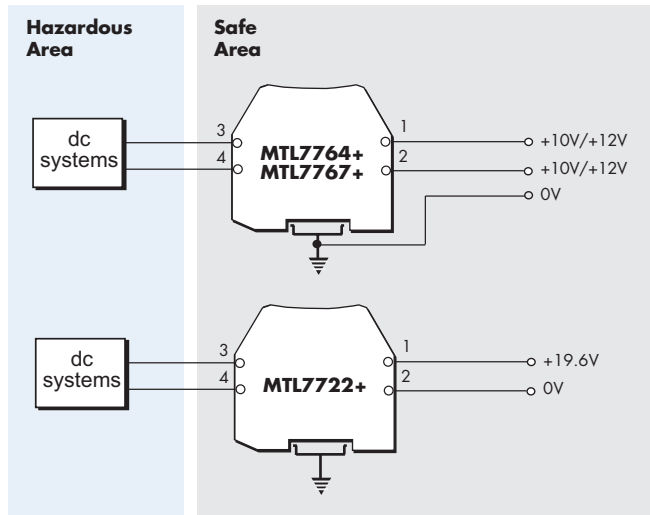 Hazardous
Area
Safe
Area
dc
systems
3
4
MTL7764+
MTL7767+
1
2
+10V/+12V
+10V/+12V
0V
dc
systems
3
4
MTL7722+
1
2
+19.6V
0V